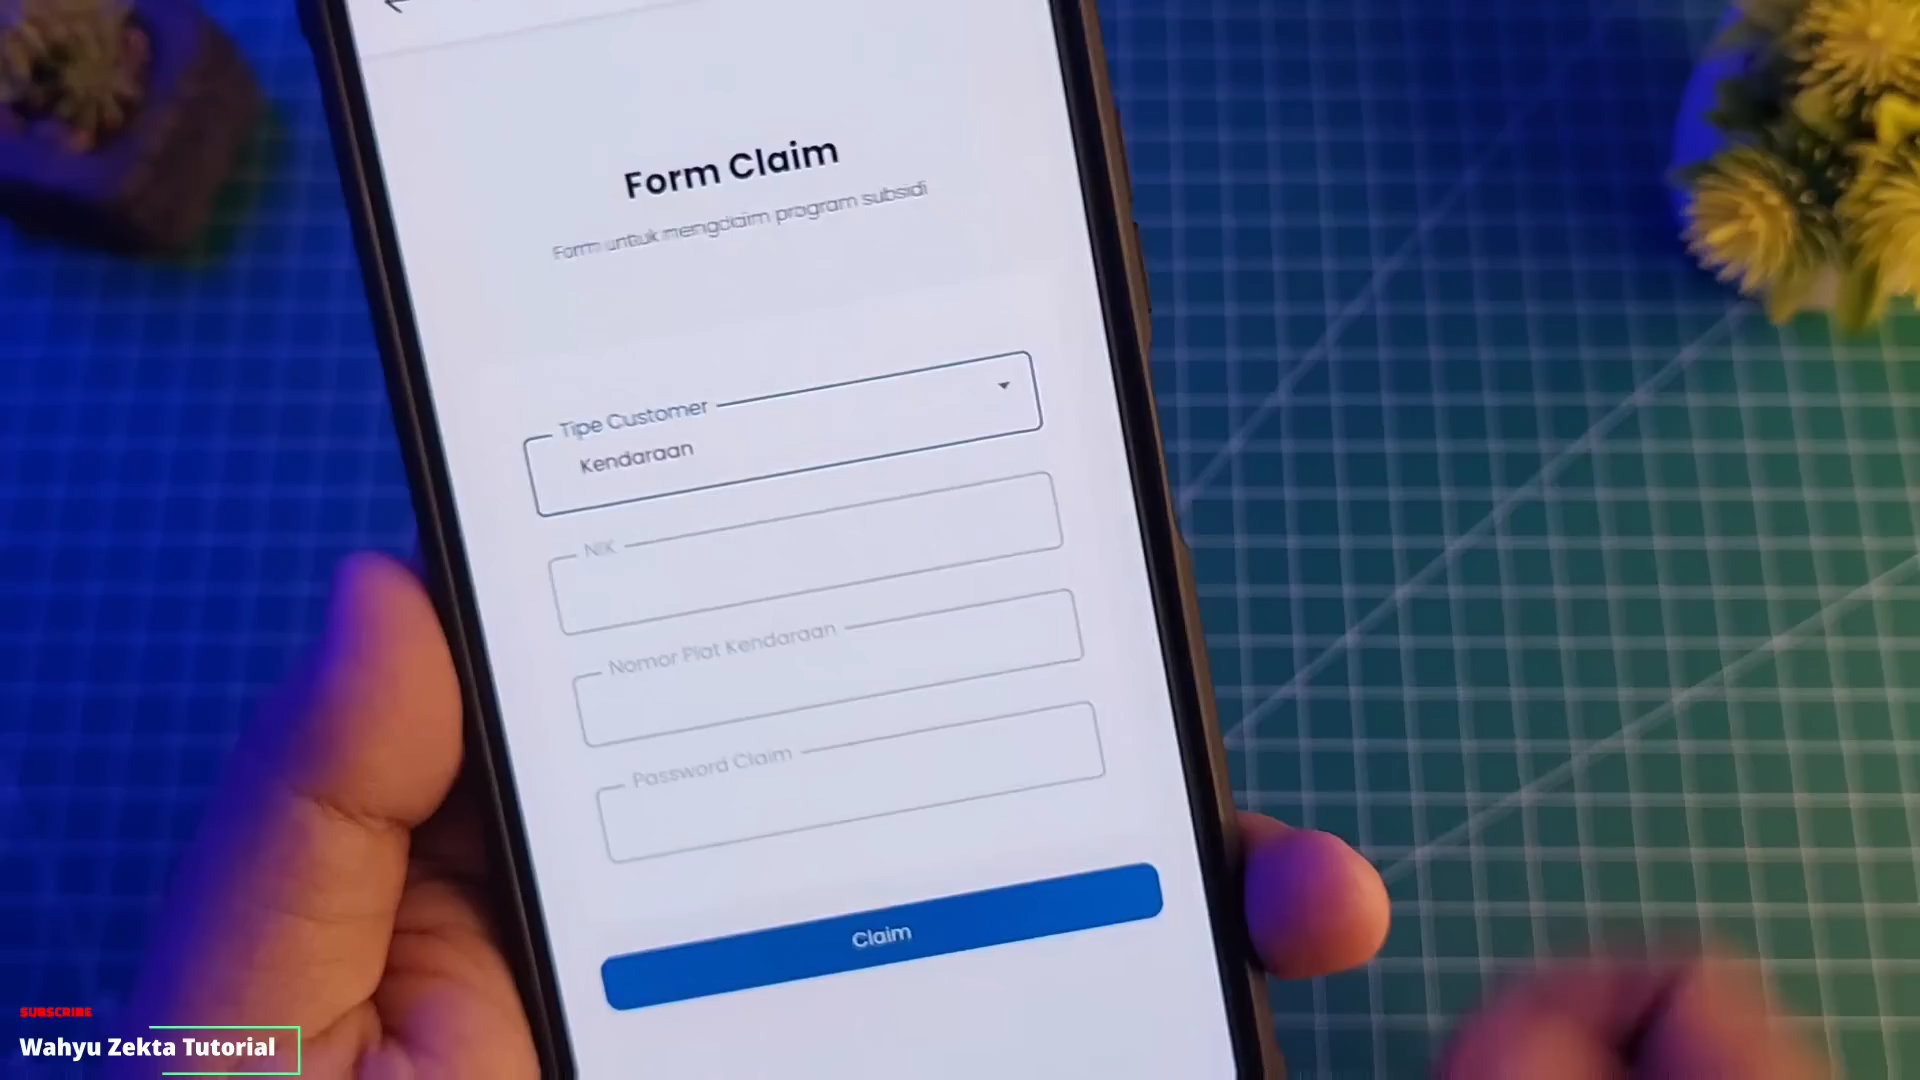 Form Claim
Form untuk mengclaim program subsidi
Tipe Customer
Kendaraan
NIK
Nomor Plat Kendaraan
Password Claim
Claim
SUBSCRIBE
Wahyu Zekta Tutorial